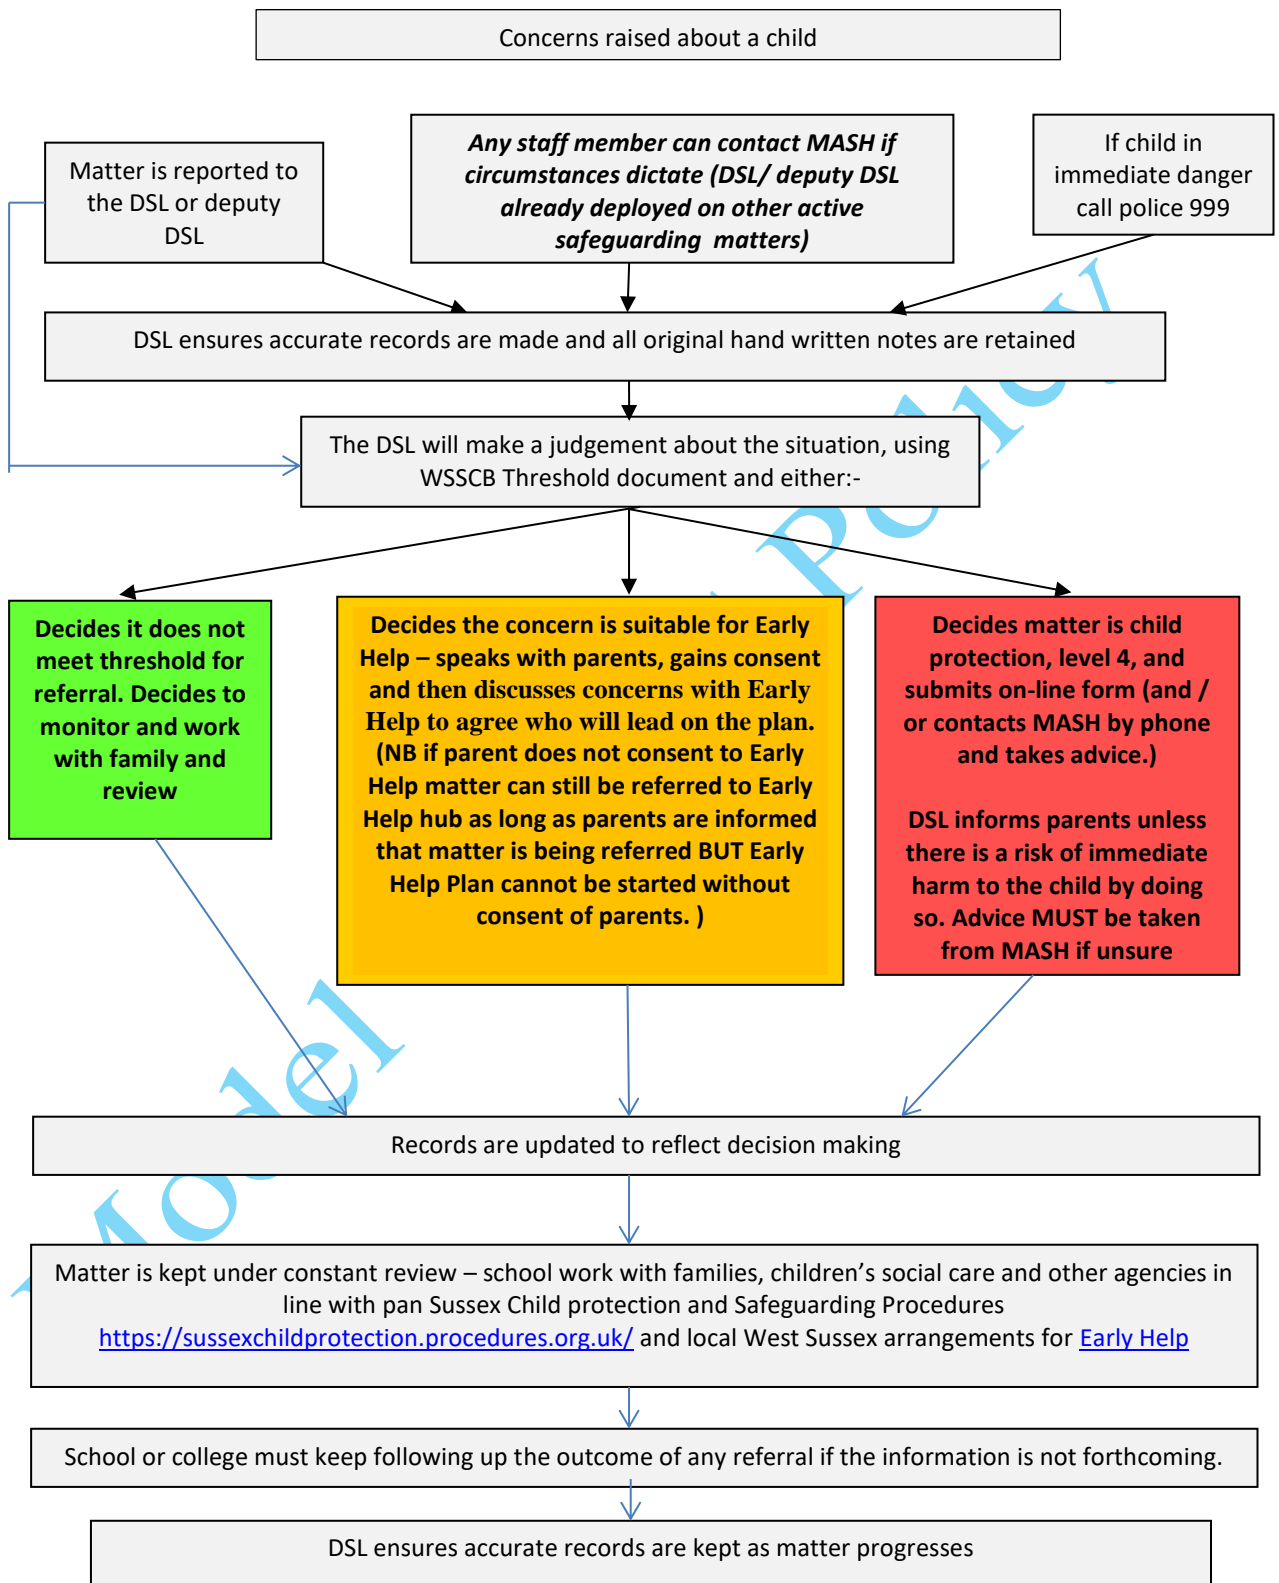 Concerns raised about a child
Matter is reported to
the DSL or deputy
DSL
Any staff member can contact MASH if
circumstances dictate (DSL/ deputy DSL
already deployed on other active
safeguarding matters)
If child in
immediate danger
call police 999
DSL ensures accurate records are made and all original hand written notes are retained
The DSL will make a judgement about the situation, using
WSSCB Threshold document and either:-
Decides it does not
meet threshold for
referral. Decides to
monitor and work
with family and
review
Decides the concern is suitable for Early
Help – speaks with parents, gains consent
and then discusses concerns with Early
Help to agree who will lead on the plan.
(NB if parent does not consent to Early
Help matter can still be referred to Early
Help hub as long as parents are informed
that matter is being referred BUT Early
Help Plan cannot be started without
consent of parents. )
Decides matter is child
protection, level 4, and
submits on-line form (and /
or contacts MASH by phone
and takes advice.)
DSL informs parents unless
there is a risk of immediate
harm to the child by doing
so. Advice MUST be taken
from MASH if unsure
Records are updated to reflect decision making
Matter is kept under constant review – school work with families, children’s social care and other agencies in
line with pan Sussex Child protection and Safeguarding Procedures
https://sussexchildprotection.procedures.org.uk/ and local West Sussex arrangements for Early Help
School or college must keep following up the outcome of any referral if the information is not forthcoming.
DSL ensures accurate records are kept as matter progresses
Model Policy